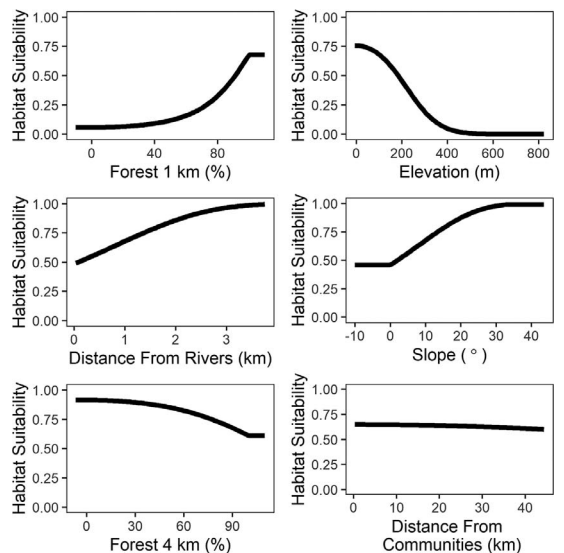 Habitat Suitability
1.00
0.75
0.50
0.25
0.00
0 40 80
Forest 1 km (%)
Habitat Suitability
1.00
0.75
0.50
0.25
0.00
0 200 400 600 800
Elevation (m)
Habitat Suitability
1.00
0.75
0.50
0.25
0.00
0 1 2 3
Distance From Rivers (km)
Habitat Suitability
1.00
0.75
0.50
0.25
0.00
-10 0 10 20 30 40
Slope ( ° )
Habitat Suitability
1.00
0.75
0.50
0.25
0.00
0 30 60 90
Forest 4 km (%)
Habitat Suitability
1.00
0.75
0.50
0.25
0.00
0 10 20 30 40
Distance From
Communities (km)